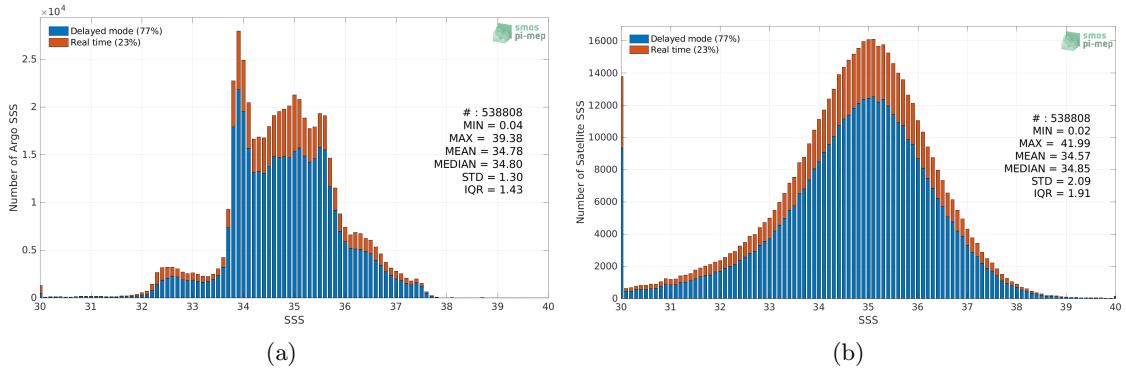 ×10^4
Delayed mode (77%)
Real time (23%)
smos
pi-mep
# : 538808
MIN = 0.04
MAX = 39.38
MEAN = 34.78
MEDIAN = 34.80
STD = 1.30
IQR = 1.43
Number of Argo SSS
2.5
2
1.5
1
0.5
0
30 31 32 33 34 35 36 37 38 39 40
SSS
(a)
Delayed mode (77%)
Real time (23%)
smos
pi-mep
# : 538808
MIN = 0.02
MAX = 41.99
MEAN = 34.57
MEDIAN = 34.85
STD = 2.09
IQR = 1.91
Number of Satellite SSS
16000
14000
12000
10000
8000
6000
4000
2000
0
30 31 32 33 34 35 36 37 38 39 40
SSS
(b)